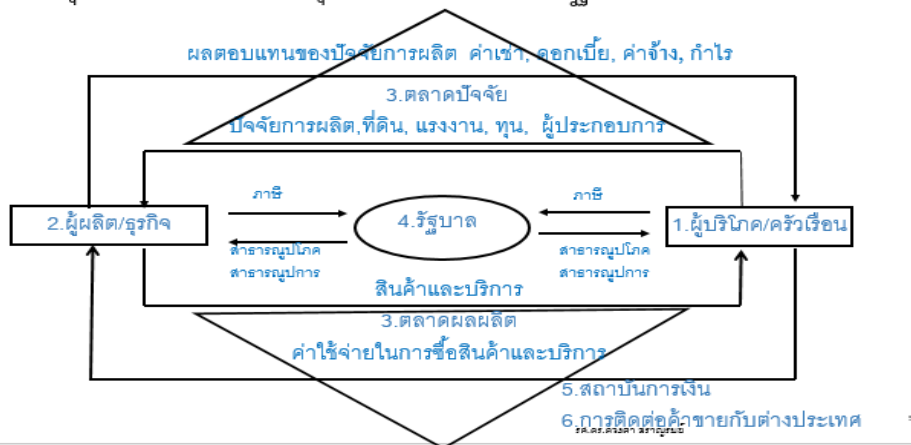 ผลตอบแทนของปัจจัยการผลิต ค่าเช่า, ดอกเบี้ย, ค่าจ้าง, กำไร
3.ตลาดปัจจัย
ปัจจัยการผลิต,ที่ดิน, แรงงาน, ทุน, ผู้ประกอบการ
ภาษี
ภาษี
2.ผู้ผลิต/ธุรกิจ
4.รัฐบาล
1.ผู้บริโภค/ครัวเรือน
สาธารณูปโภค
สาธารณูปการ
สาธารณูปโภค
สาธารณูปการ
สินค้าและบริการ
3.ตลาดผลผลิต
ค่าใช้จ่ายในการซื้อสินค้าและบริการ
5.สถาบันการเงิน
6.การติดต่อค้าขายกับต่างประเทศ